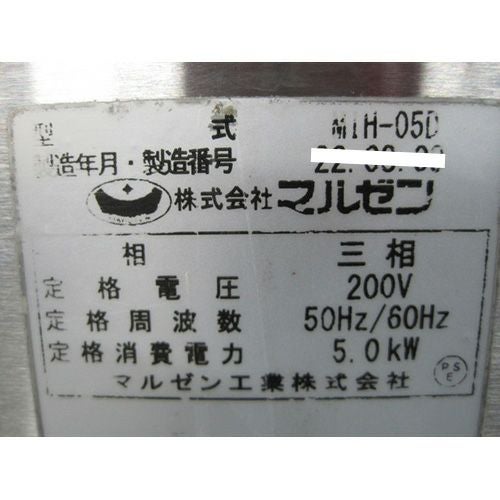 型 式 MIH-05D
製造年月・製造番号
株式会社 マルゼン
相 三相
定格電圧 200V
定格周波数 50Hz/60Hz
定格消費電力 5.0kW
マルゼン工業株式会社 PSE